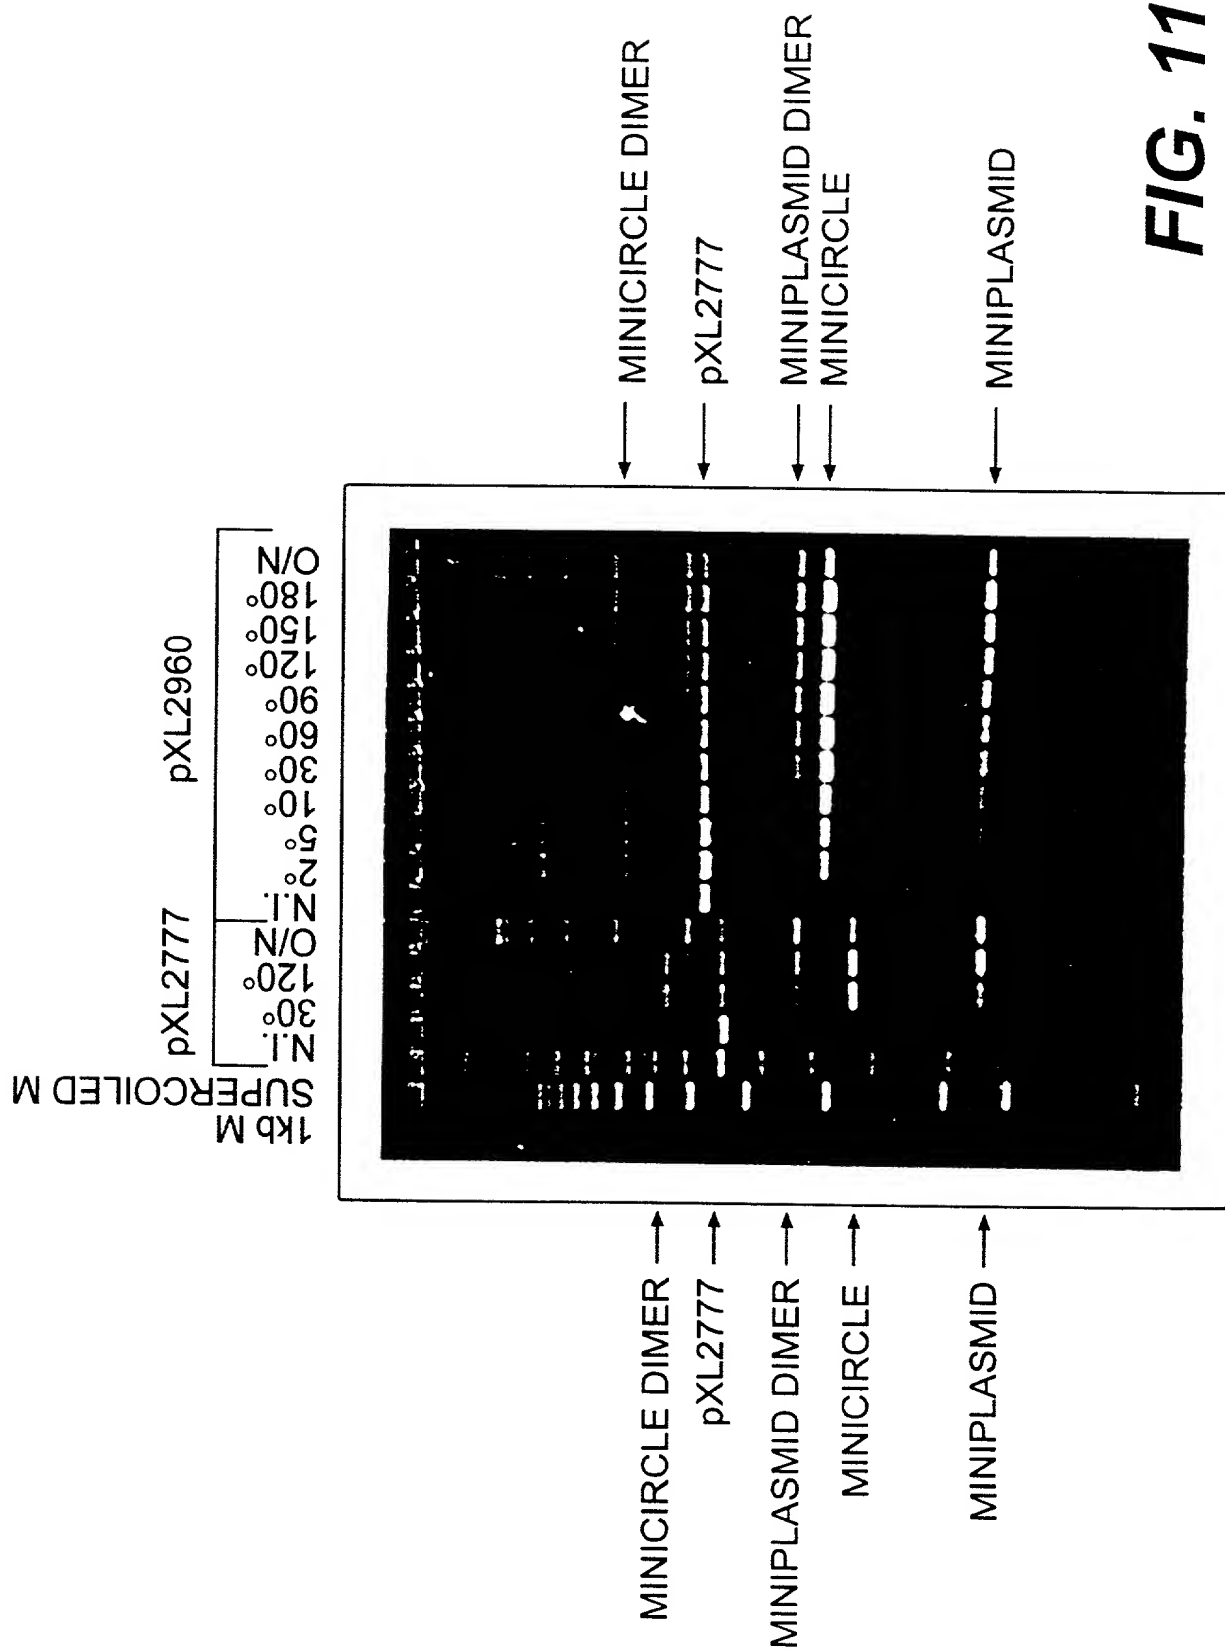 1kb M
SUPERCOILED M
pXL2777
N.I.
30°
120°
O/N
pXL2960
N.I.
2°
5°
10°
30°
60°
90°
120°
150°
180°
O/N
MINICIRCLE DIMER
pXL2777
MINIPLASMID DIMER
MINICIRCLE
MINIPLASMID
MINICIRCLE DIMER
pXL2777
MINIPLASMID DIMER
MINICIRCLE
MINIPLASMID
FIG. 11